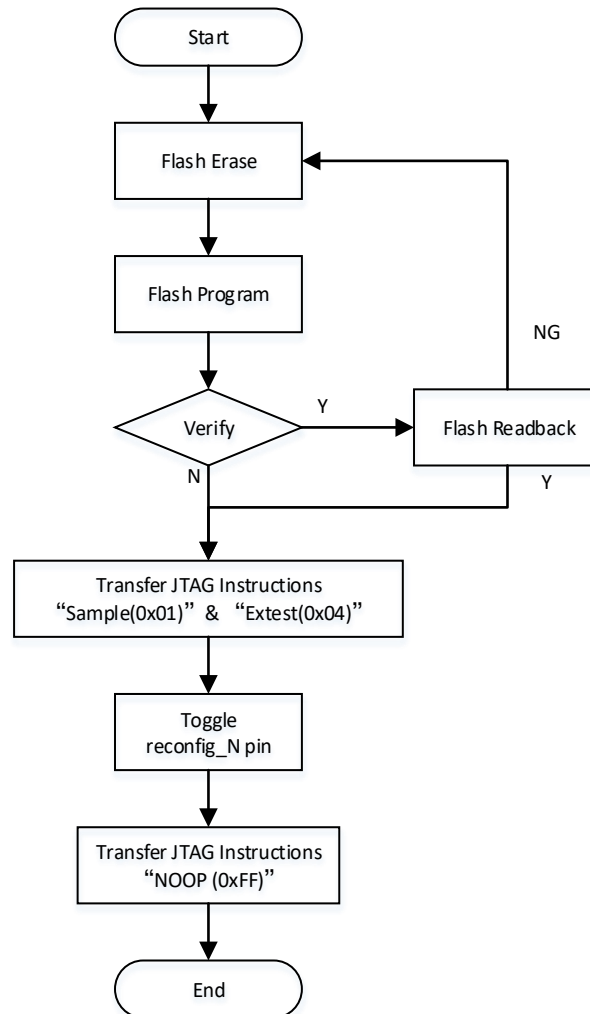 Start
Flash Erase
Flash Program
NG
Verify
Y
Flash Readback
N
Y
Transfer JTAG Instructions
“Sample(0x01)” & “Extest(0x04)”
Toggle
reconfig_N pin
Transfer JTAG Instructions
“NOOP (0xFF)”
End